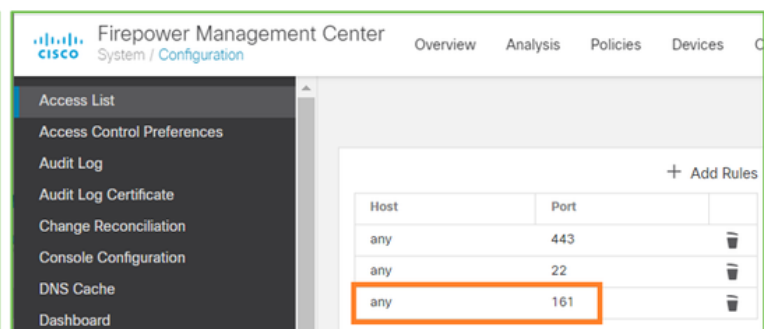 Firepower Management Center
CISCO System / Configuration
Overview Analysis Policies Devices
Access List
Access Control Preferences
Audit Log
Audit Log Certificate
Change Reconciliation
Console Configuration
DNS Cache
Dashboard
+ Add Rules
Host Port
any 443
any 22
any 161